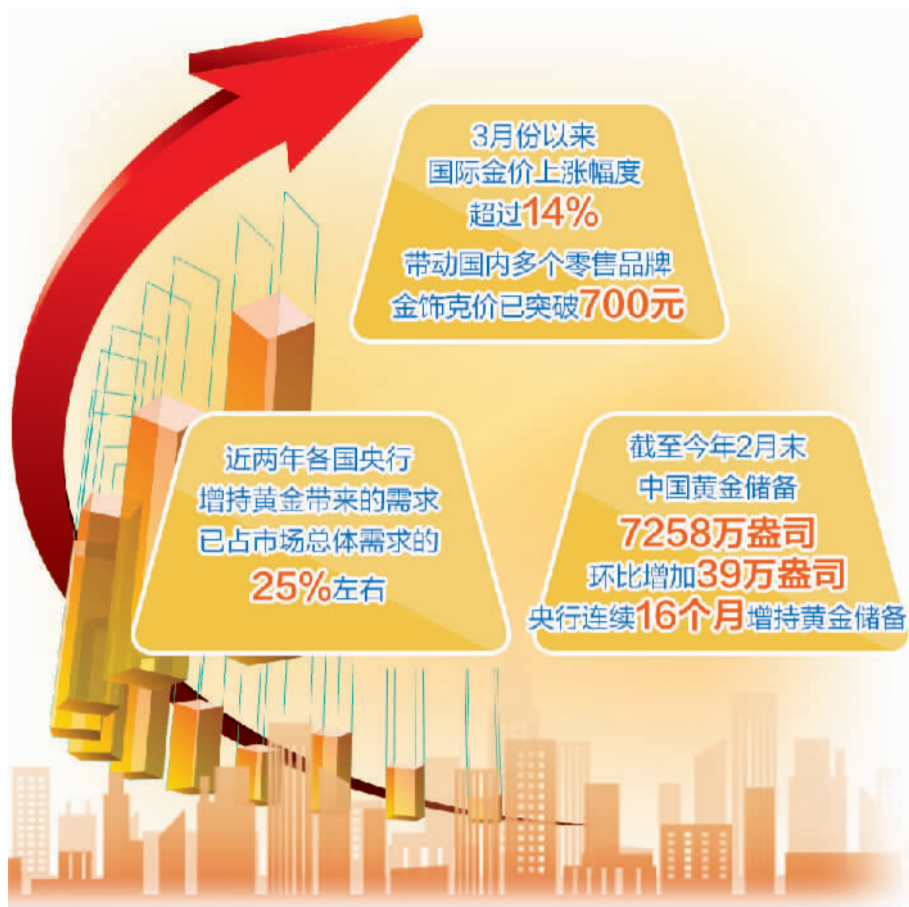 3月份以来
国际金价上涨幅度
超过14%
带动国内多个零售品牌
金饰克价已突破700元
近两年各国央行
增持黄金带来的需求
已占市场总体需求的
25%左右
截至今年2月末
中国黄金储备
7258万盎司
环比增加39万盎司
央行连续16个月增持黄金储备